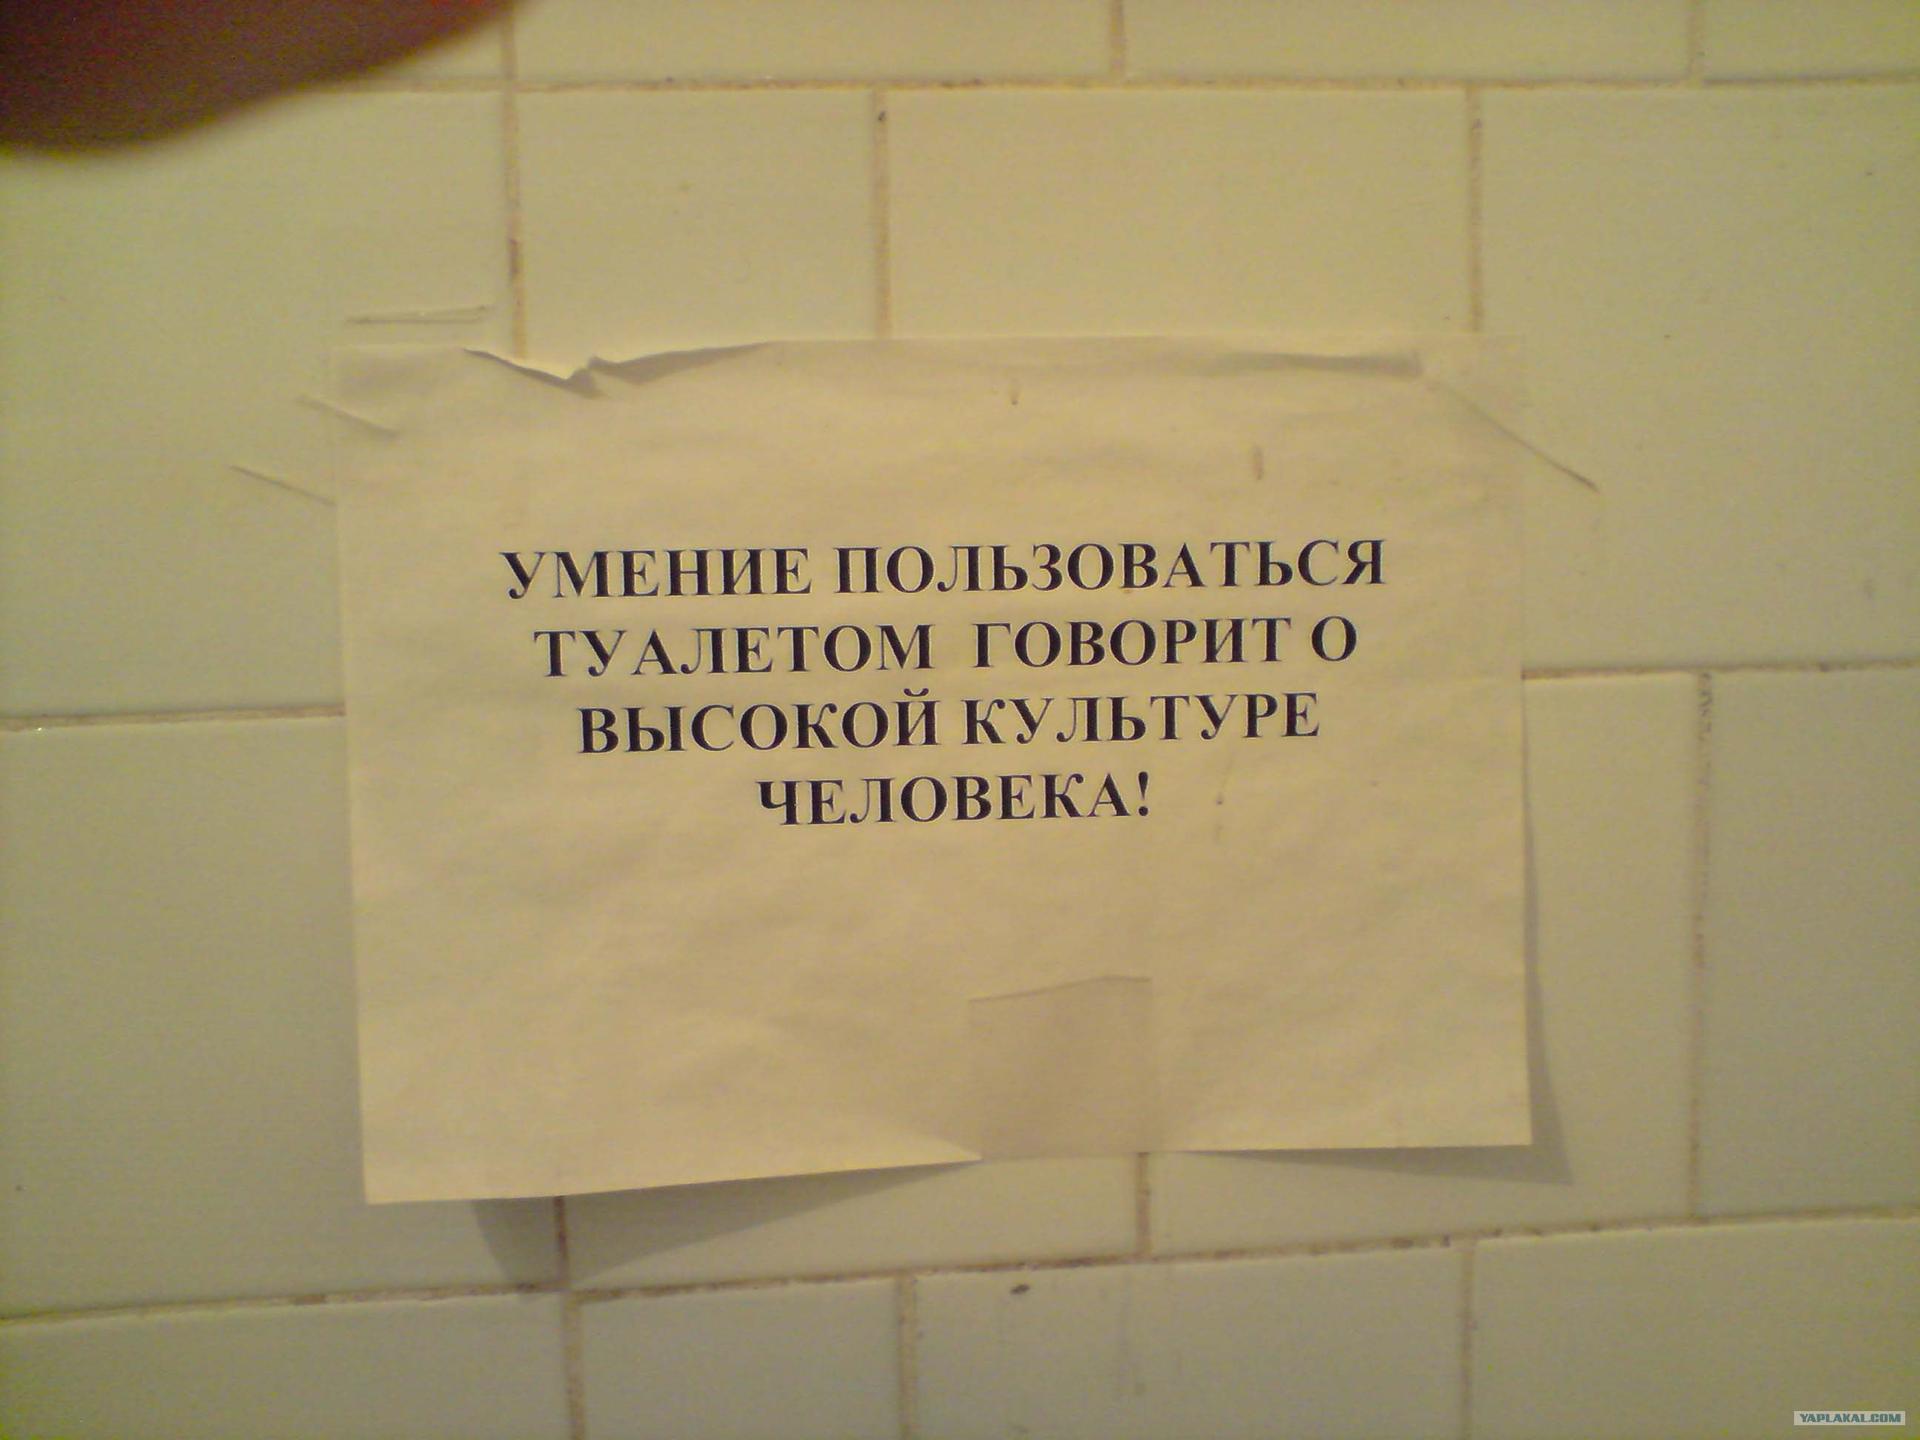 УМЕНИЕ ПОЛЬЗОВАТЬСЯ
ТУАЛЕТОМ ГОВОРИТ О
ВЫСОКОЙ КУЛЬТУРЕ
ЧЕЛОВЕКА!
YAPLAKAL.COM